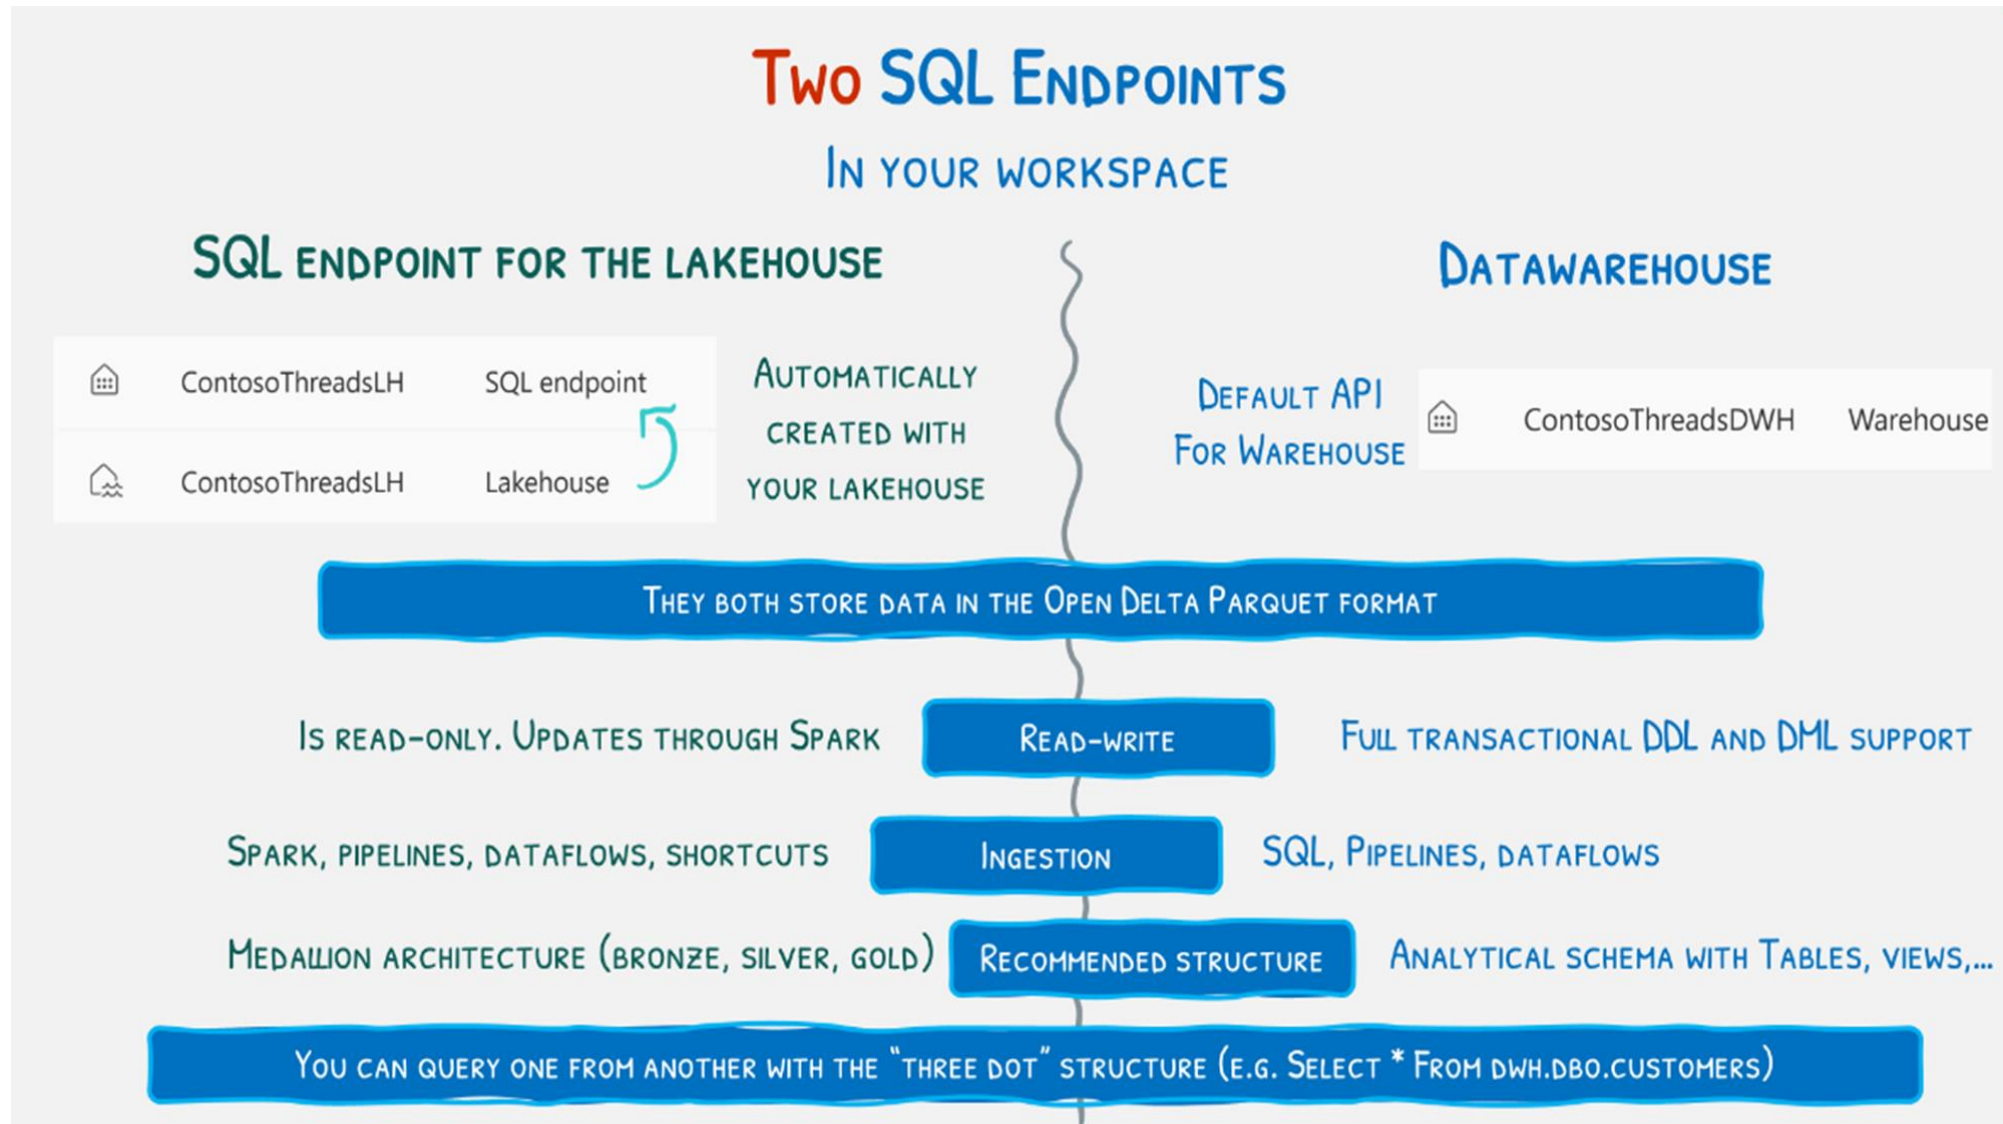 Two SQL Endpoints
In your workspace
SQL endpoint for the lakehouse
Datawarehouse
ContosoThreadsLH SQL endpoint
ContosoThreadsLH Lakehouse
Automatically
created with
your lakehouse
Default API
For Warehouse
ContosoThreadsDWH Warehouse
They both store data in the Open Delta Parquet format
Is read-only. Updates through Spark
Read-write
Full transactional DDL and DML support
Spark, pipelines, dataflows, shortcuts
Ingestion
SQL, Pipelines, dataflows
Medallion architecture (bronze, silver, gold)
Recommended structure
Analytical schema with Tables, views,...
You can query one from another with the "three dot" structure (e.g. Select * From dwh.dbo.customers)